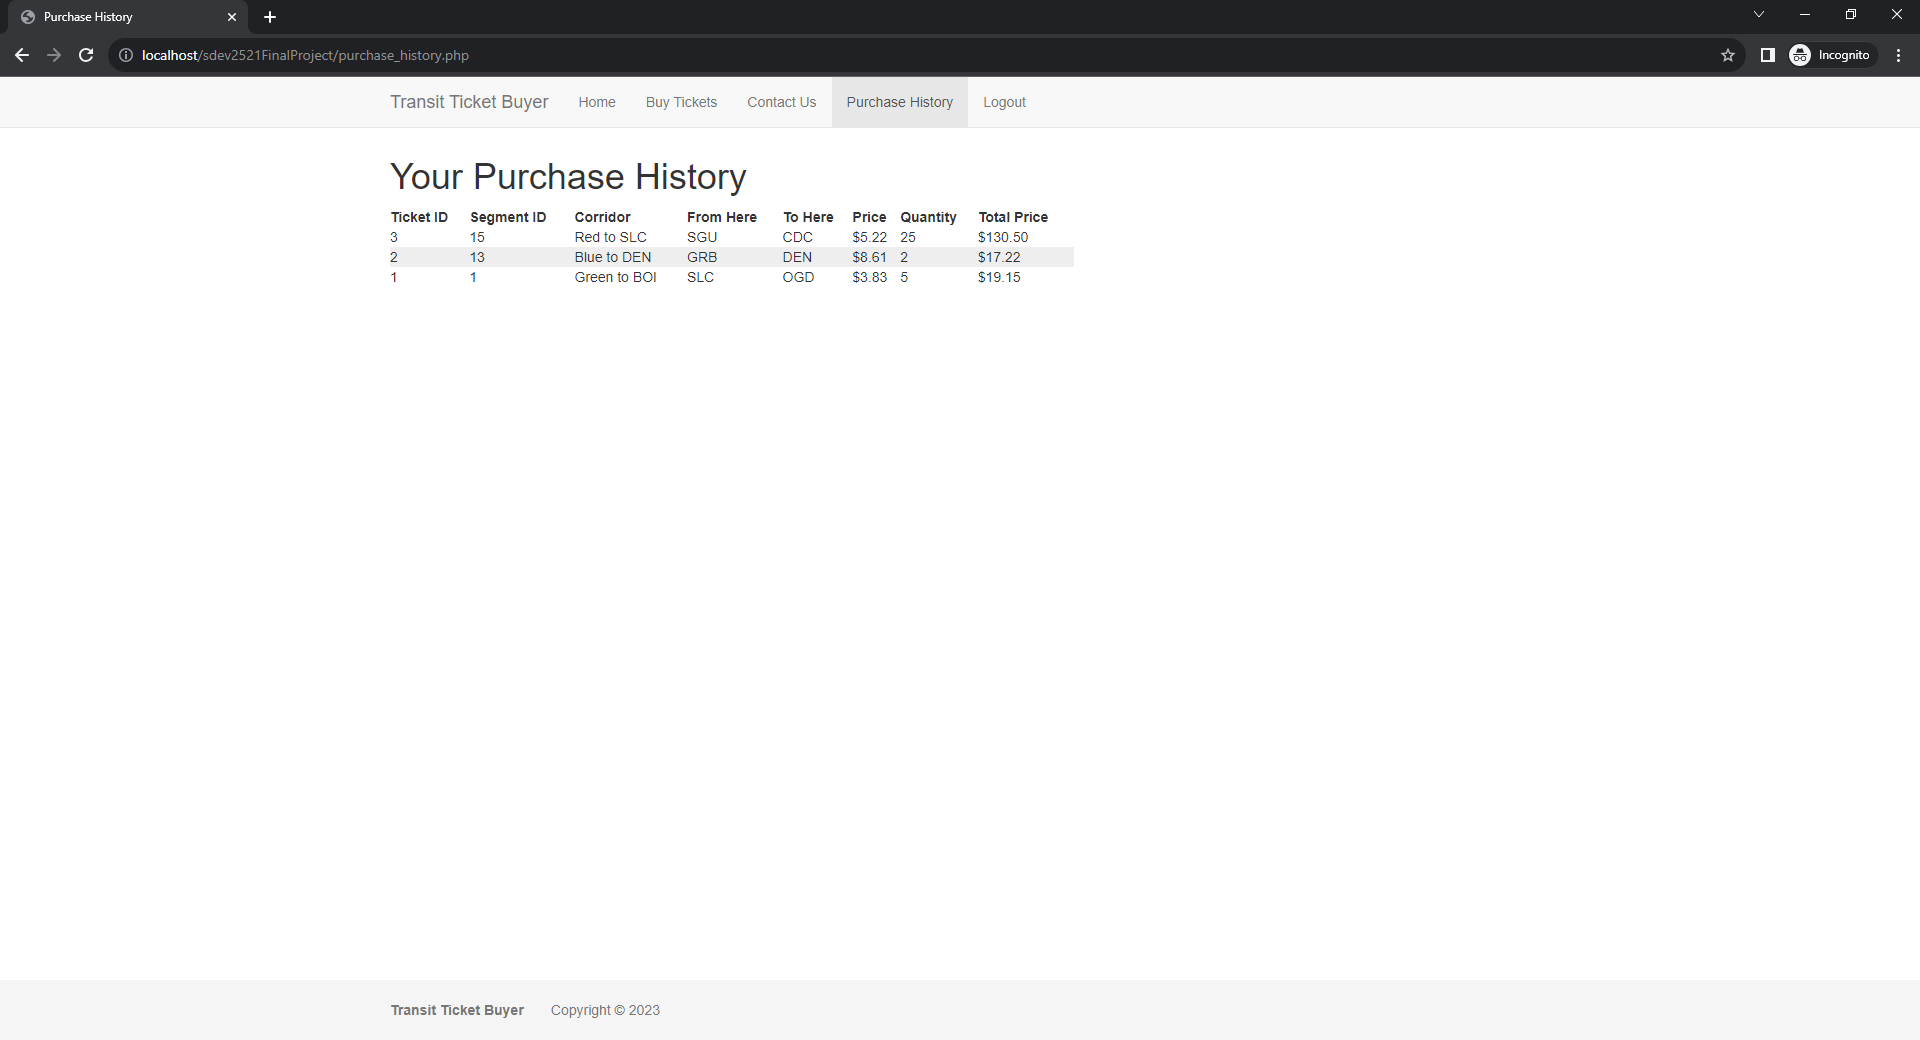 Purchase History
localhost/sdev2521FinalProject/purchase_history.php
Incognito
Transit Ticket Buyer Home Buy Tickets Contact Us Purchase History Logout
Your Purchase History
Ticket ID Segment ID Corridor From Here To Here Price Quantity Total Price
3 15 Red to SLC SGU CDC $5.22 25 $130.50
2 13 Blue to DEN GRB DEN $8.61 2 $17.22
1 1 Green to BOI SLC OGD $3.83 5 $19.15
Transit Ticket Buyer Copyright © 2023